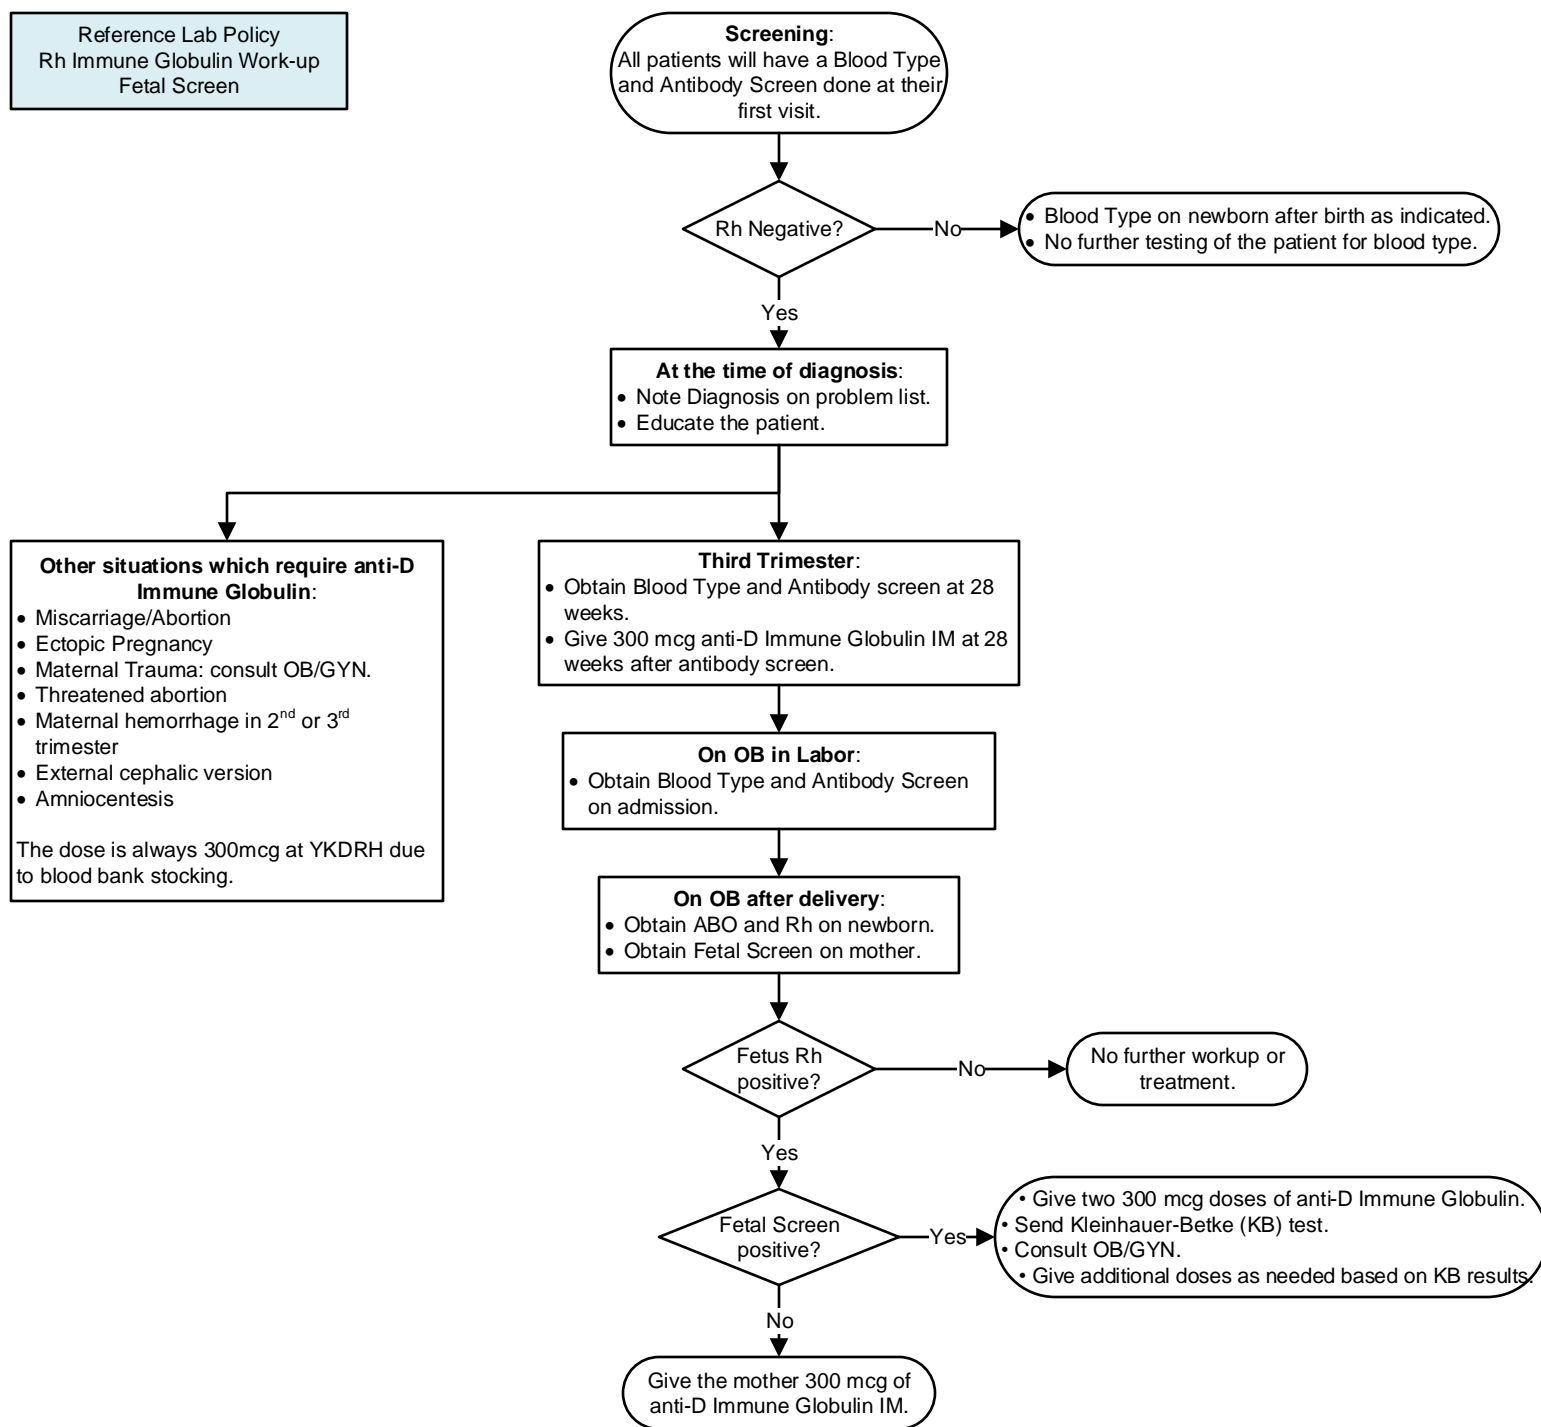 Reference Lab Policy
Rh Immune Globulin Work-up
Fetal Screen
Screening:
All patients will have a Blood Type
and Antibody Screen done at their
first visit.
Rh Negative?
No
• Blood Type on newborn after birth as indicated.
• No further testing of the patient for blood type.
Yes
At the time of diagnosis:
• Note Diagnosis on problem list.
• Educate the patient.
Other situations which require anti-D
Immune Globulin:
• Miscarriage/Abortion
• Ectopic Pregnancy
• Maternal Trauma: consult OB/GYN.
• Threatened abortion
• Maternal hemorrhage in 2nd or 3rd
trimester
• External cephalic version
• Amniocentesis
The dose is always 300mcg at YKDRH due
to blood bank stocking.
Third Trimester:
• Obtain Blood Type and Antibody screen at 28
weeks.
• Give 300 mcg anti-D Immune Globulin IM at 28
weeks after antibody screen.
On OB in Labor:
• Obtain Blood Type and Antibody Screen
on admission.
On OB after delivery:
• Obtain ABO and Rh on newborn.
• Obtain Fetal Screen on mother.
Fetus Rh
positive?
No
No further workup or
treatment.
Yes
Fetal Screen
positive?
Yes
• Give two 300 mcg doses of anti-D Immune Globulin.
• Send Kleinhauer-Betke (KB) test.
• Consult OB/GYN.
• Give additional doses as needed based on KB results.
No
Give the mother 300 mcg of
anti-D Immune Globulin IM.